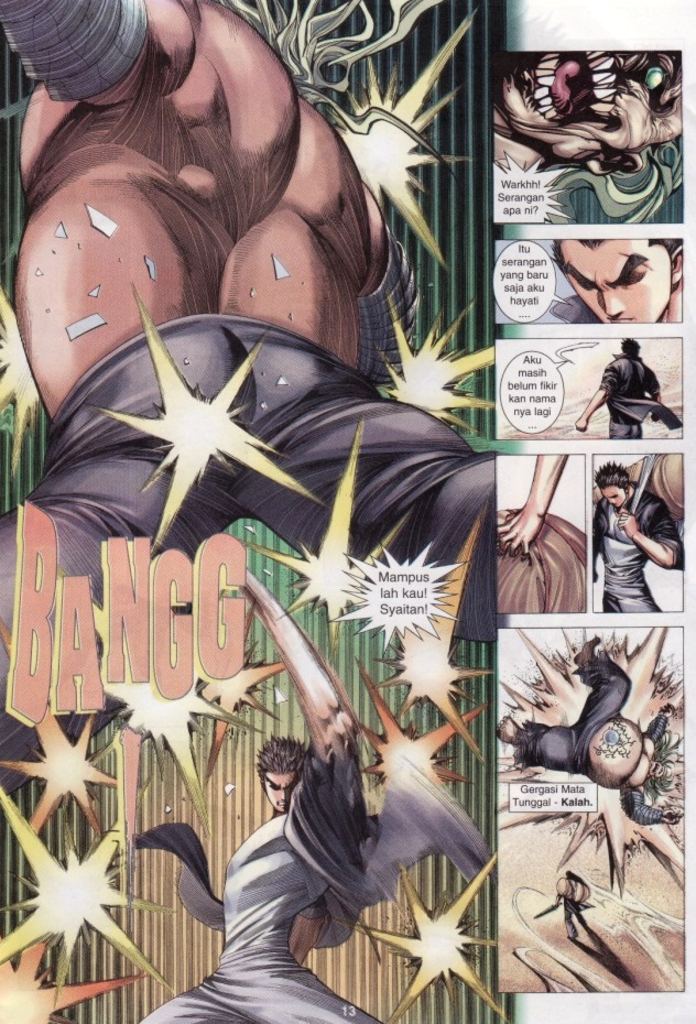 Warkhh!
Serangan
apa ni?
Itu
serangan
yang baru
saja aku
hayati
....
Aku
masih
belum fikir
kan nama
nya lagi
...
BANGG
Mampus
lah kau!
Syaitan!
Gergasi Mata
Tunggal - Kalah.
13